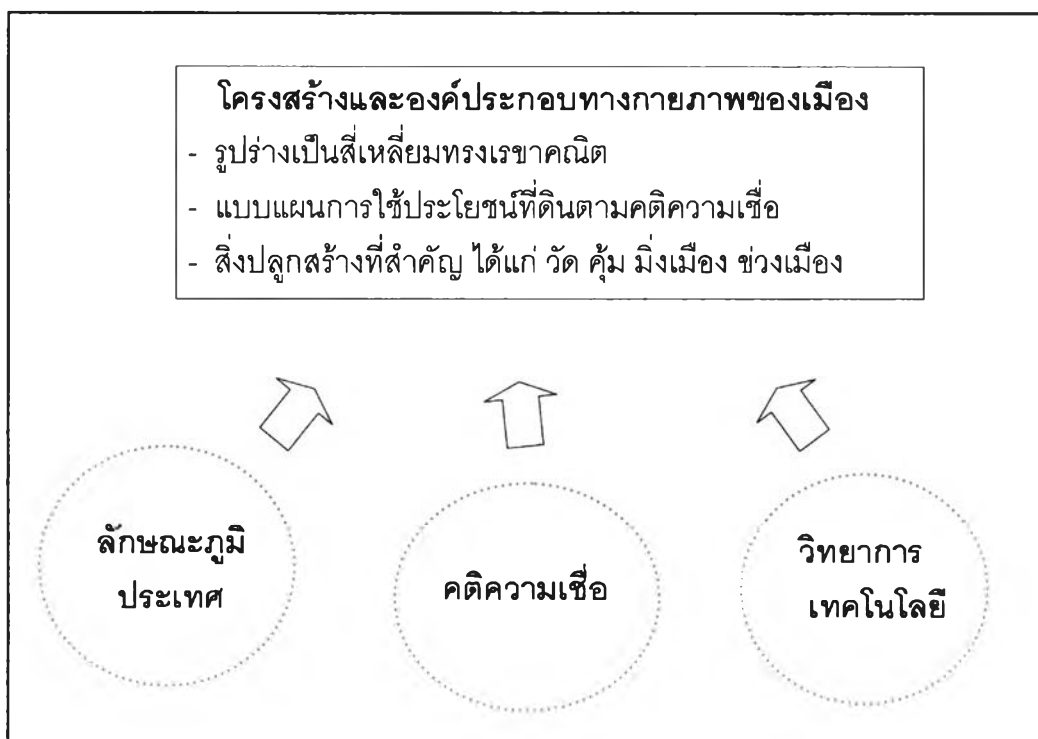 โครงสร้างและองค์ประกอบทางกายภาพของเมือง
- รูปร่างเป็นสี่เหลี่ยมทรงเรขาคณิต
- แบบแผนการใช้ประโยชน์ที่ดินตามคติความเชื่อ
- สิ่งปลูกสร้างที่สำคัญ ได้แก่ วัด คุ้ม มิ่งเมือง ข่วงเมือง
ลักษณะภูมิ
ประเทศ
คติความเชื่อ
วิทยาการ
เทคโนโลยี